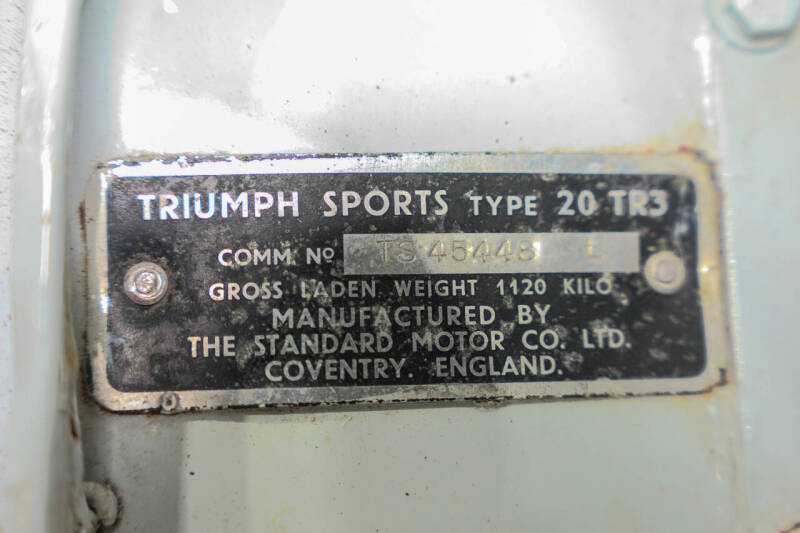 TRIUMPH SPORTS TYPE 20 TR3
COMM. No TS 45448 L
GROSS LADEN WEIGHT 1120 KILO
MANUFACTURED BY
THE STANDARD MOTOR CO. LTD.
COVENTRY. ENGLAND.